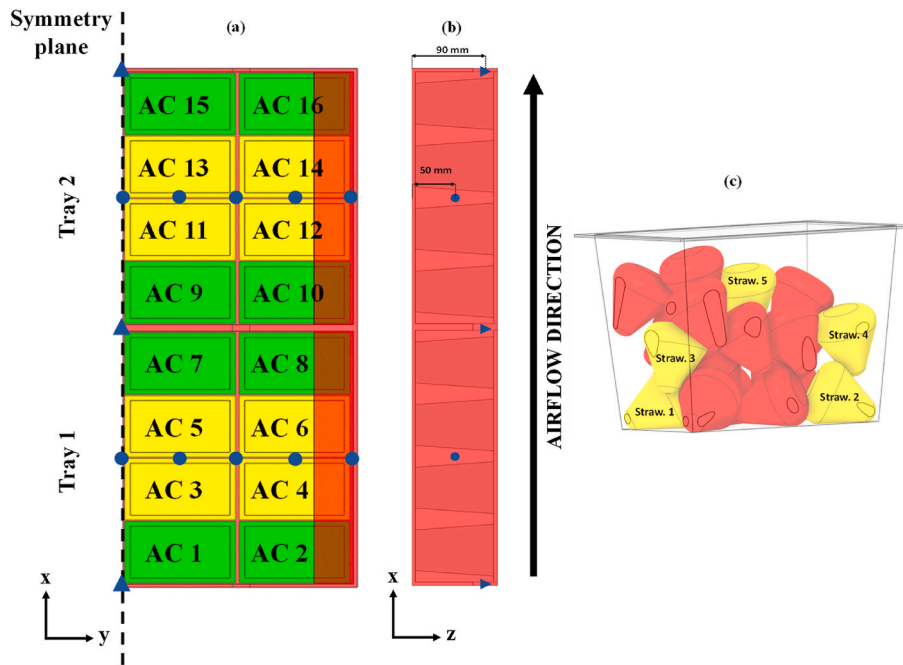 Symmetry
plane
(a)
(b)
90 mm
AC 15
AC 16
AC 13
AC 14
50 mm
Tray 2
AC 11
AC 12
AC 9
AC 10
AC 7
AC 8
AC 5
AC 6
Tray 1
AC 3
AC 4
AC 1
AC 2
x
y
x
z
AIRFLOW DIRECTION
(c)
Straw. 5
Straw. 4
Straw. 3
Straw. 2
Straw. 1